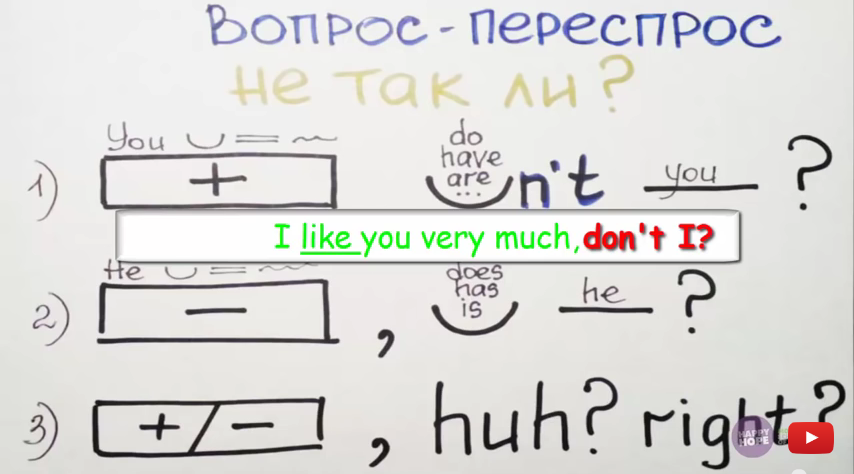 ВОПРОС-ПЕРЕСПРОС
НЕ ТАК ЛИ?
You
do
have
are
...
1) + n't you ?
I like you very much, don't I?
He
does
has
is
2) — , he ?
3) + / — , huh? right?
HAPPY
HOPE